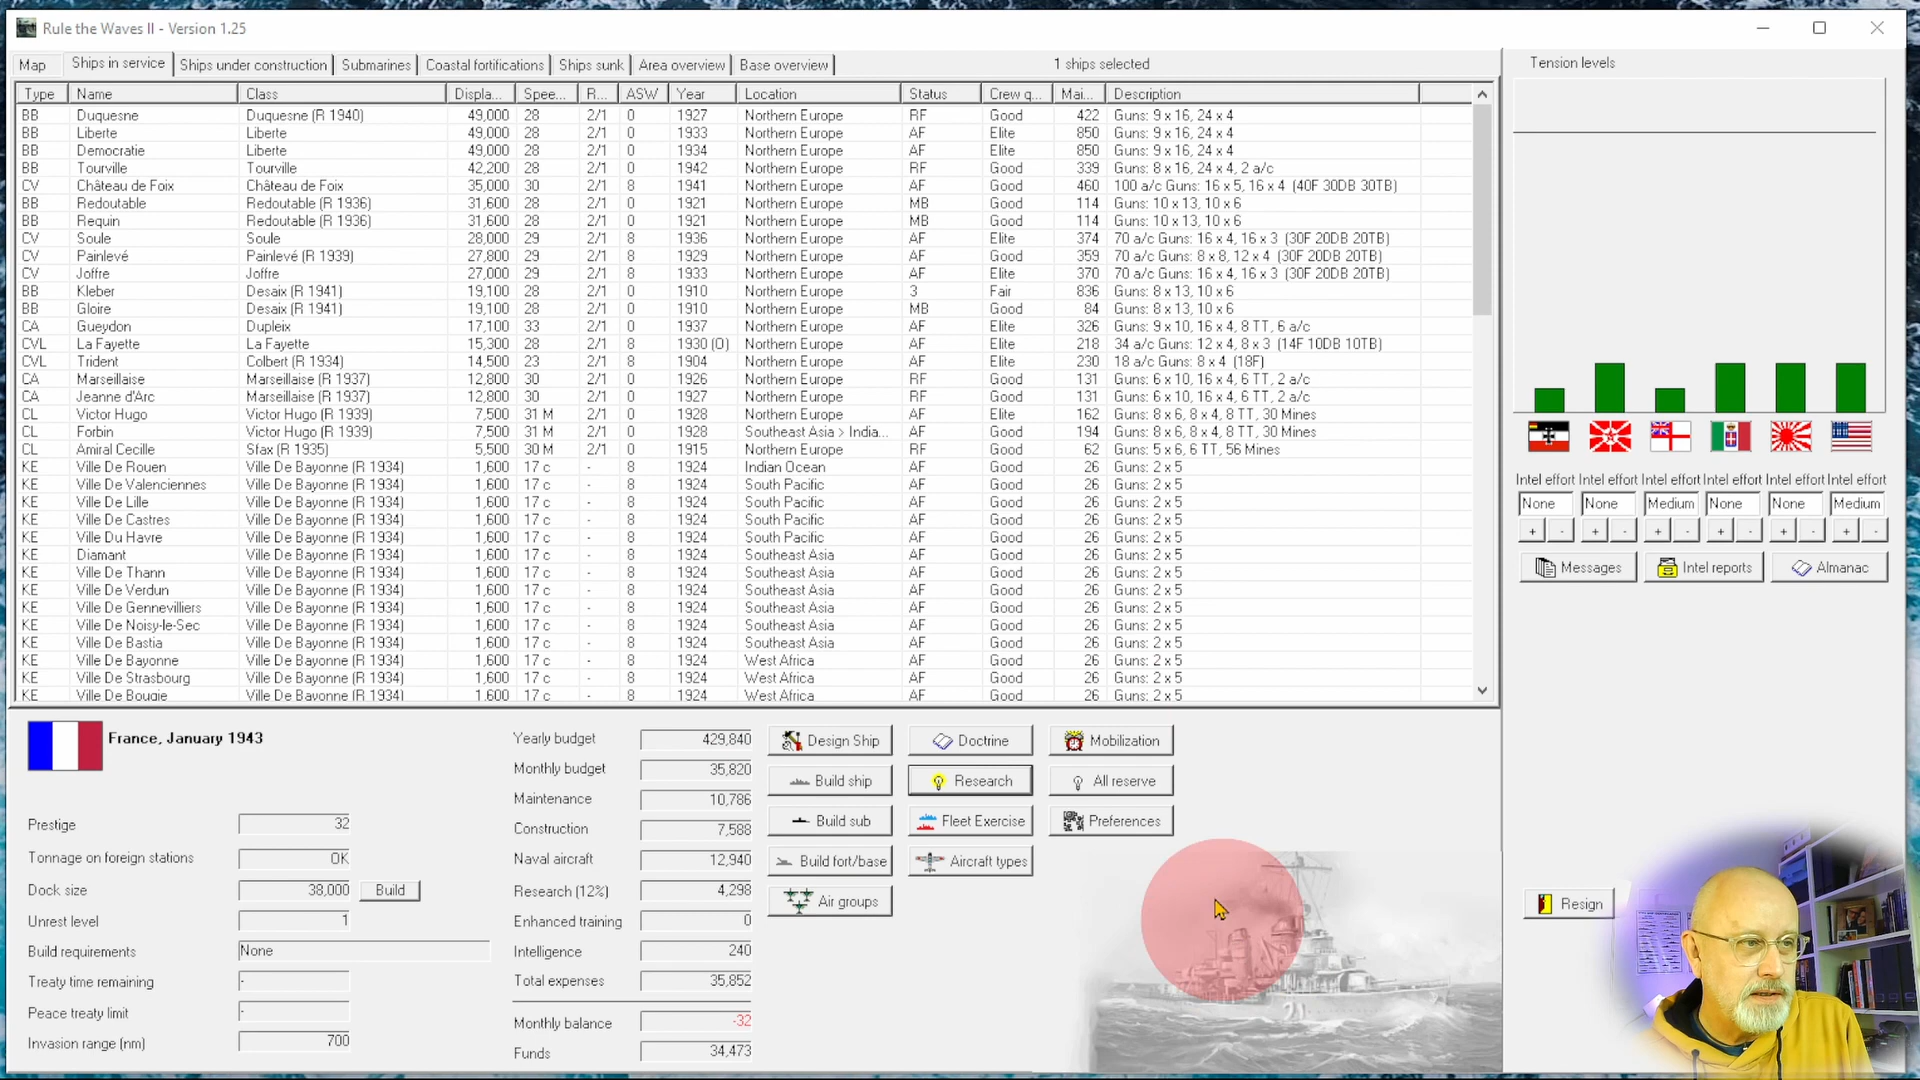 Rule the Waves II - Version 1.25
Map Ships in service Ships under construction Submarines Coastal fortifications Ships sunk Area overview Base overview 1 ships selected Tension levels
Type Name Class Displa... Spee... R... ASW Year Location Status Crew q... Mai... Description
BB Duquesne Duquesne (R 1940) 49,000 28 2/1 0 1927 Northern Europe RF Good 422 Guns: 9 x 16, 24 x 4
BB Liberte Liberte 49,000 28 2/1 0 1933 Northern Europe AF Elite 850 Guns: 9 x 16, 24 x 4
BB Democratie Liberte 49,000 28 2/1 0 1934 Northern Europe AF Elite 850 Guns: 9 x 16, 24 x 4
BB Tourville Tourville 42,200 28 2/1 0 1942 Northern Europe RF Good 339 Guns: 8 x 16, 24 x 4, 2 a/c
CV Château de Foix Château de Foix 35,000 30 2/1 8 1941 Northern Europe AF Good 460 100 a/c Guns: 16 x 5, 16 x 4 (40F 30DB 30TB)
BB Redoutable Redoutable (R 1936) 31,600 28 2/1 0 1921 Northern Europe MB Good 114 Guns: 10 x 13, 10 x 6
BB Requin Redoutable (R 1936) 31,600 28 2/1 0 1921 Northern Europe MB Good 114 Guns: 10 x 13, 10 x 6
CV Soule Soule 28,000 29 2/1 8 1936 Northern Europe AF Elite 374 70 a/c Guns: 16 x 4, 16 x 3 (30F 20DB 20TB)
CV Painlevé Painlevé (R 1939) 27,800 29 2/1 8 1929 Northern Europe AF Good 359 70 a/c Guns: 8 x 8, 12 x 4 (30F 20DB 20TB)
CV Joffre Joffre 27,000 29 2/1 8 1933 Northern Europe AF Elite 370 70 a/c Guns: 16 x 4, 16 x 3 (30F 20DB 20TB)
BB Kleber Desaix (R 1941) 19,100 28 2/1 0 1910 Northern Europe 3 Fair 836 Guns: 8 x 13, 10 x 6
BB Gloire Desaix (R 1941) 19,100 28 2/1 0 1910 Northern Europe MB Good 84 Guns: 8 x 13, 10 x 6
CA Gueydon Dupleix 17,100 33 2/1 0 1937 Northern Europe AF Elite 326 Guns: 9 x 10, 16 x 4, 8 TT, 6 a/c
CVL La Fayette La Fayette 15,300 28 2/1 8 1930 (O) Northern Europe AF Elite 218 34 a/c Guns: 12 x 4, 8 x 3 (14F 10DB 10TB)
CVL Trident Colbert (R 1934) 14,500 23 2/1 8 1904 Northern Europe AF Elite 230 18 a/c Guns: 8 x 4 (18F)
CA Marseillaise Marseillaise (R 1937) 12,800 30 2/1 0 1926 Northern Europe RF Good 131 Guns: 6 x 10, 16 x 4, 6 TT, 2 a/c
CA Jeanne d'Arc Marseillaise (R 1937) 12,800 30 2/1 0 1927 Northern Europe RF Good 131 Guns: 6 x 10, 16 x 4, 6 TT, 2 a/c
CL Victor Hugo Victor Hugo (R 1939) 7,500 31 M 2/1 0 1928 Northern Europe AF Elite 162 Guns: 8 x 6, 8 x 4, 8 TT, 30 Mines
CL Forbin Victor Hugo (R 1939) 7,500 31 M 2/1 0 1928 Southeast Asia > India... AF Good 194 Guns: 8 x 6, 8 x 4, 8 TT, 30 Mines
CL Amiral Cecille Sfax (R 1935) 5,500 30 M 2/1 0 1915 Northern Europe RF Good 62 Guns: 5 x 6, 6 TT, 56 Mines
KE Ville De Rouen Ville De Bayonne (R 1934) 1,600 17 c - 8 1924 Indian Ocean AF Good 26 Guns: 2 x 5
KE Ville De Valenciennes Ville De Bayonne (R 1934) 1,600 17 c - 8 1924 South Pacific AF Good 26 Guns: 2 x 5
KE Ville De Lille Ville De Bayonne (R 1934) 1,600 17 c - 8 1924 South Pacific AF Good 26 Guns: 2 x 5
KE Ville De Castres Ville De Bayonne (R 1934) 1,600 17 c - 8 1924 South Pacific AF Good 26 Guns: 2 x 5
KE Ville Du Havre Ville De Bayonne (R 1934) 1,600 17 c - 8 1924 South Pacific AF Good 26 Guns: 2 x 5
KE Diamant Ville De Bayonne (R 1934) 1,600 17 c - 8 1924 Southeast Asia AF Good 26 Guns: 2 x 5
KE Ville De Thann Ville De Bayonne (R 1934) 1,600 17 c - 8 1924 Southeast Asia AF Good 26 Guns: 2 x 5
KE Ville De Verdun Ville De Bayonne (R 1934) 1,600 17 c - 8 1924 Southeast Asia AF Good 26 Guns: 2 x 5
KE Ville De Gennevilliers Ville De Bayonne (R 1934) 1,600 17 c - 8 1924 Southeast Asia AF Good 26 Guns: 2 x 5
KE Ville De Noisy-le-Sec Ville De Bayonne (R 1934) 1,600 17 c - 8 1924 Southeast Asia AF Good 26 Guns: 2 x 5
KE Ville De Bastia Ville De Bayonne (R 1934) 1,600 17 c - 8 1924 Southeast Asia AF Good 26 Guns: 2 x 5
KE Ville De Bayonne Ville De Bayonne (R 1934) 1,600 17 c - 8 1924 West Africa AF Good 26 Guns: 2 x 5
KE Ville De Strasbourg Ville De Bayonne (R 1934) 1,600 17 c - 8 1924 West Africa AF Good 26 Guns: 2 x 5
KE Ville De Bougie Ville De Bayonne (R 1934) 1,600 17 c - 8 1924 West Africa AF Good 26 Guns: 2 x 5
Intel effort Intel effort Intel effort Intel effort Intel effort Intel effort
None None Medium None None Medium
+ - + - + - + - + - + -
Messages Intel reports Almanac
France, January 1943
Prestige 32
Tonnage on foreign stations OK
Dock size 38,000 Build
Unrest level 1
Build requirements None
Treaty time remaining -
Peace treaty limit -
Invasion range (nm) 700
Yearly budget 429,840
Monthly budget 35,820
Maintenance 10,786
Construction 7,588
Naval aircraft 12,940
Research (12%) 4,298
Enhanced training 0
Intelligence 240
Total expenses 35,852
Monthly balance -32
Funds 34,473
Design Ship Doctrine Mobilization
Build ship Research All reserve
Build sub Fleet Exercise Preferences
Build fort/base Aircraft types
Air groups
Resign